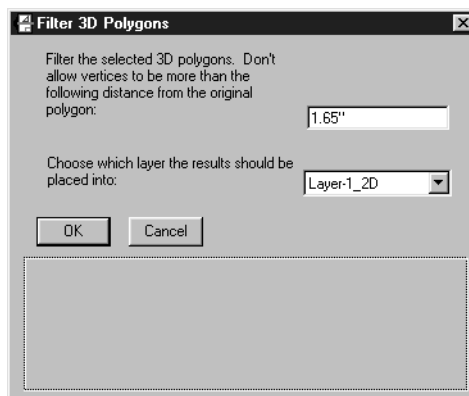 Filter 3D Polygons
Filter the selected 3D polygons. Don't
allow vertices to be more than the
following distance from the original
polygon:
1.65"
Choose which layer the results should be
placed into:
Layer-1_2D
OK
Cancel